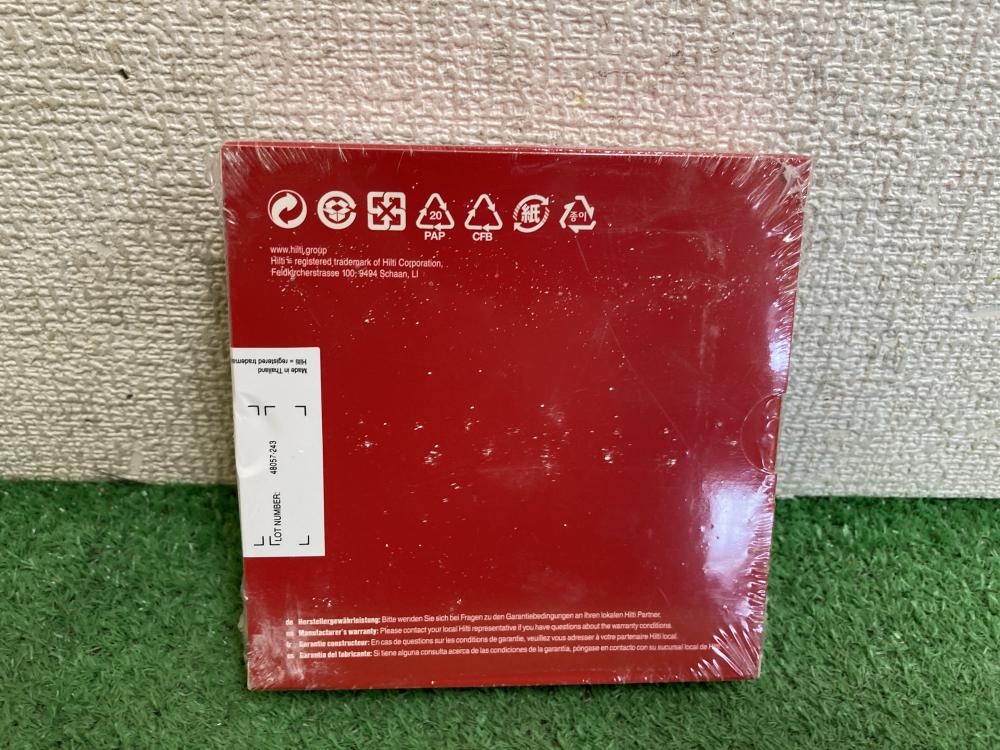 20
PAP
CFB
紙
종이
www.hilti.group
Hilti = registered trademark of Hilti Corporation,
Feldkircherstrasse 100, 9494 Schaan, LI
Hilti = registered
Made in Thailand
LOT NUMBER: 48057-243
de Herstellergewährleistung: Bitte wenden Sie sich bei Fragen zu den Garantiebedingungen an Ihren lokalen Hilti Partner.
en Manufacturer's warranty: Please contact your local Hilti representative if you have questions about the warranty conditions.
fr Garantie constructeur: En cas de questions sur les conditions de garantie, veuillez vous adresser à votre partenaire Hilti local.
es Garantía del fabricante: Si tiene alguna consulta acerca de las condiciones de la garantía, póngase en contacto con su sucursal local de